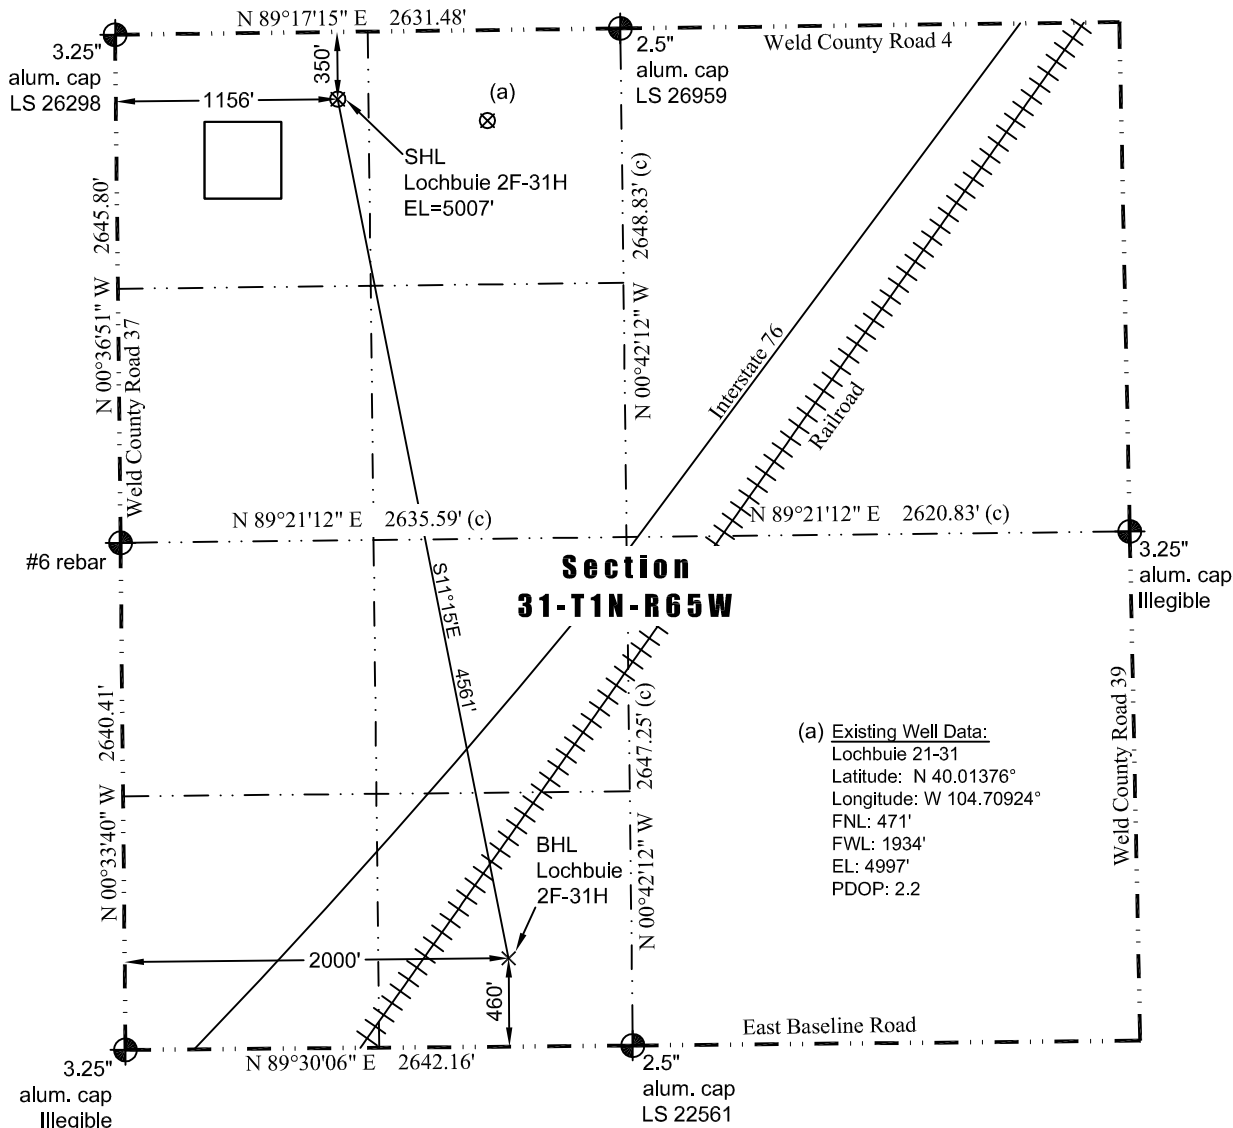 N 89°17'15" E 2631.48'
3.25"
alum. cap
LS 26298
2.5"
alum. cap
LS 26959
Weld County Road 4
350'
1156'
(a)
SHL
Lochbuie 2F-31H
EL=5007'
N 00°36'51" W 2645.80'
Weld County Road 37
N 00°42'12" W 2648.83' (c)
Interstate 76
Railroad
N 89°21'12" E 2635.59' (c)
N 89°21'12" E 2620.83' (c)
#6 rebar
3.25"
alum. cap
Illegible
Section
31-T1N-R65W
S11°15'E 4561'
N 00°33'40" W 2640.41'
N 00°42'12" W 2647.25' (c)
Weld County Road 39
(a) Existing Well Data:
Lochbuie 21-31
Latitude: N 40.01376°
Longitude: W 104.70924°
FNL: 471'
FWL: 1934'
EL: 4997'
PDOP: 2.2
BHL
Lochbuie
2F-31H
2000'
460'
East Baseline Road
N 89°30'06" E 2642.16'
3.25"
alum. cap
Illegible
2.5"
alum. cap
LS 22561